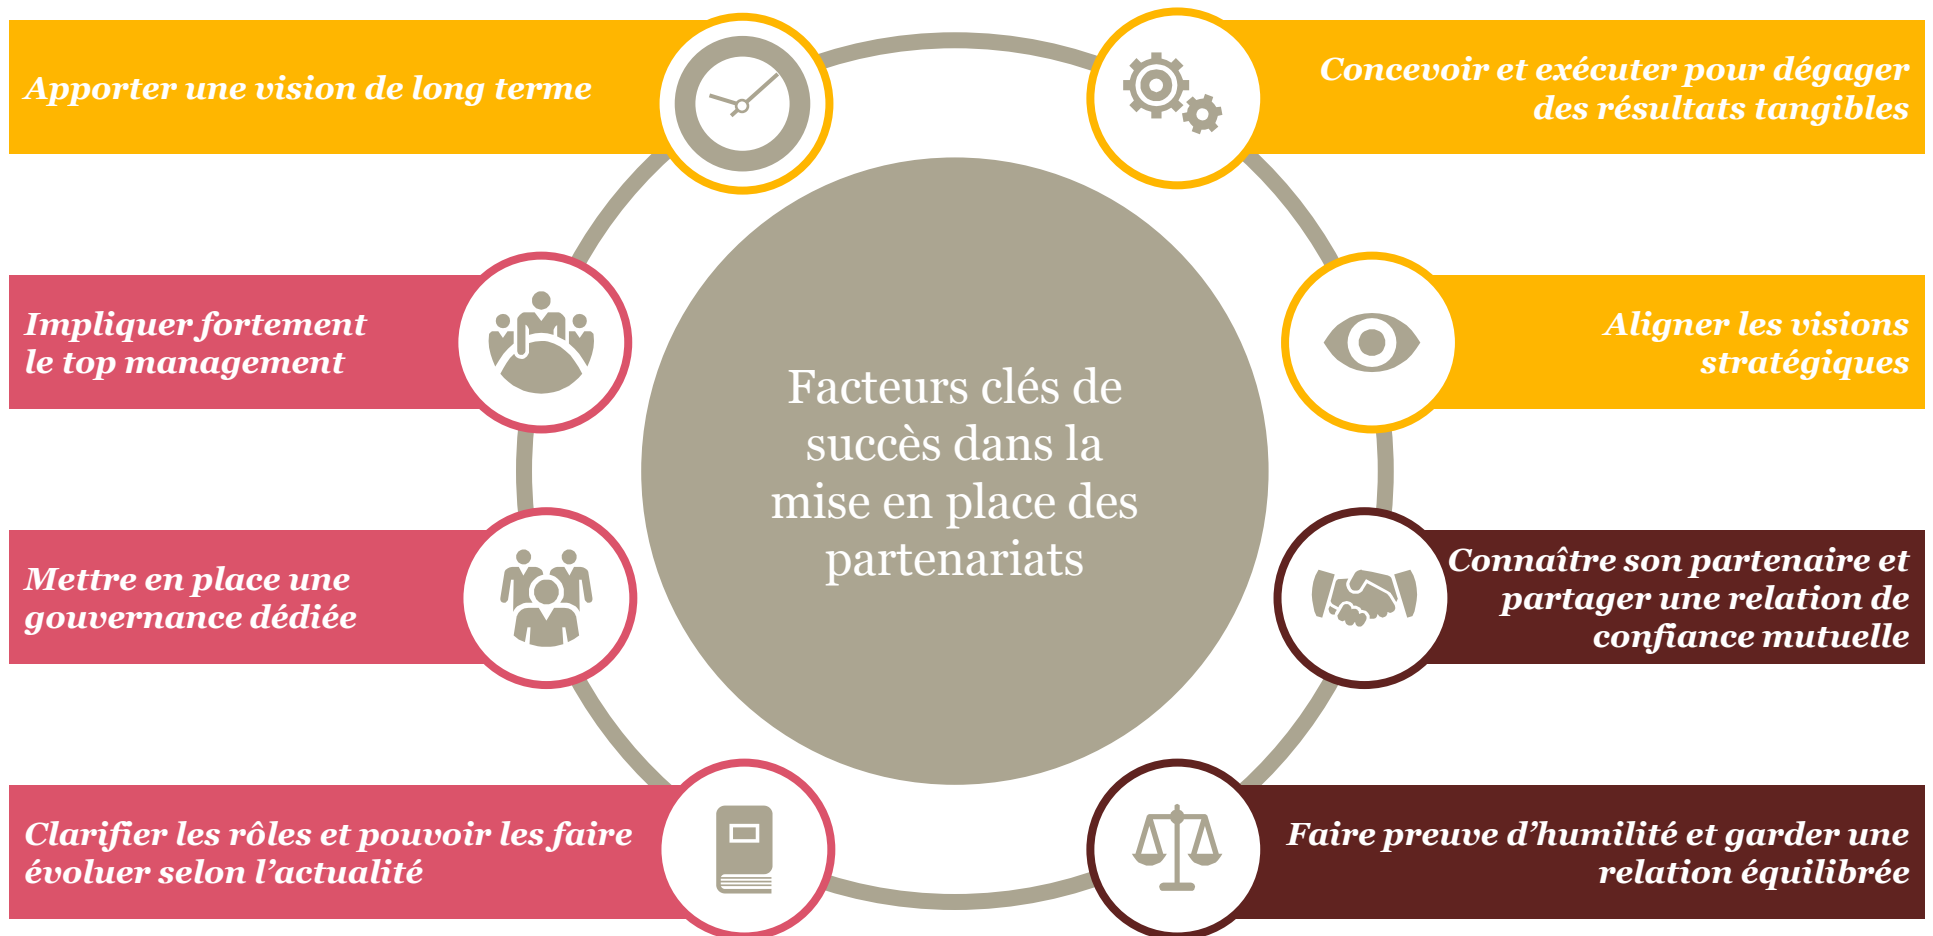 Apporter une vision de long terme
Concevoir et exécuter pour dégager
des résultats tangibles
Impliquer fortement
le top management
Aligner les visions
stratégiques
Facteurs clés de
succès dans la
mise en place des
partenariats
Mettre en place une
gouvernance dédiée
Connaître son partenaire et
partager une relation de
confiance mutuelle
Clarifier les rôles et pouvoir les faire
évoluer selon l’actualité
Faire preuve d’humilité et garder une
relation équilibrée